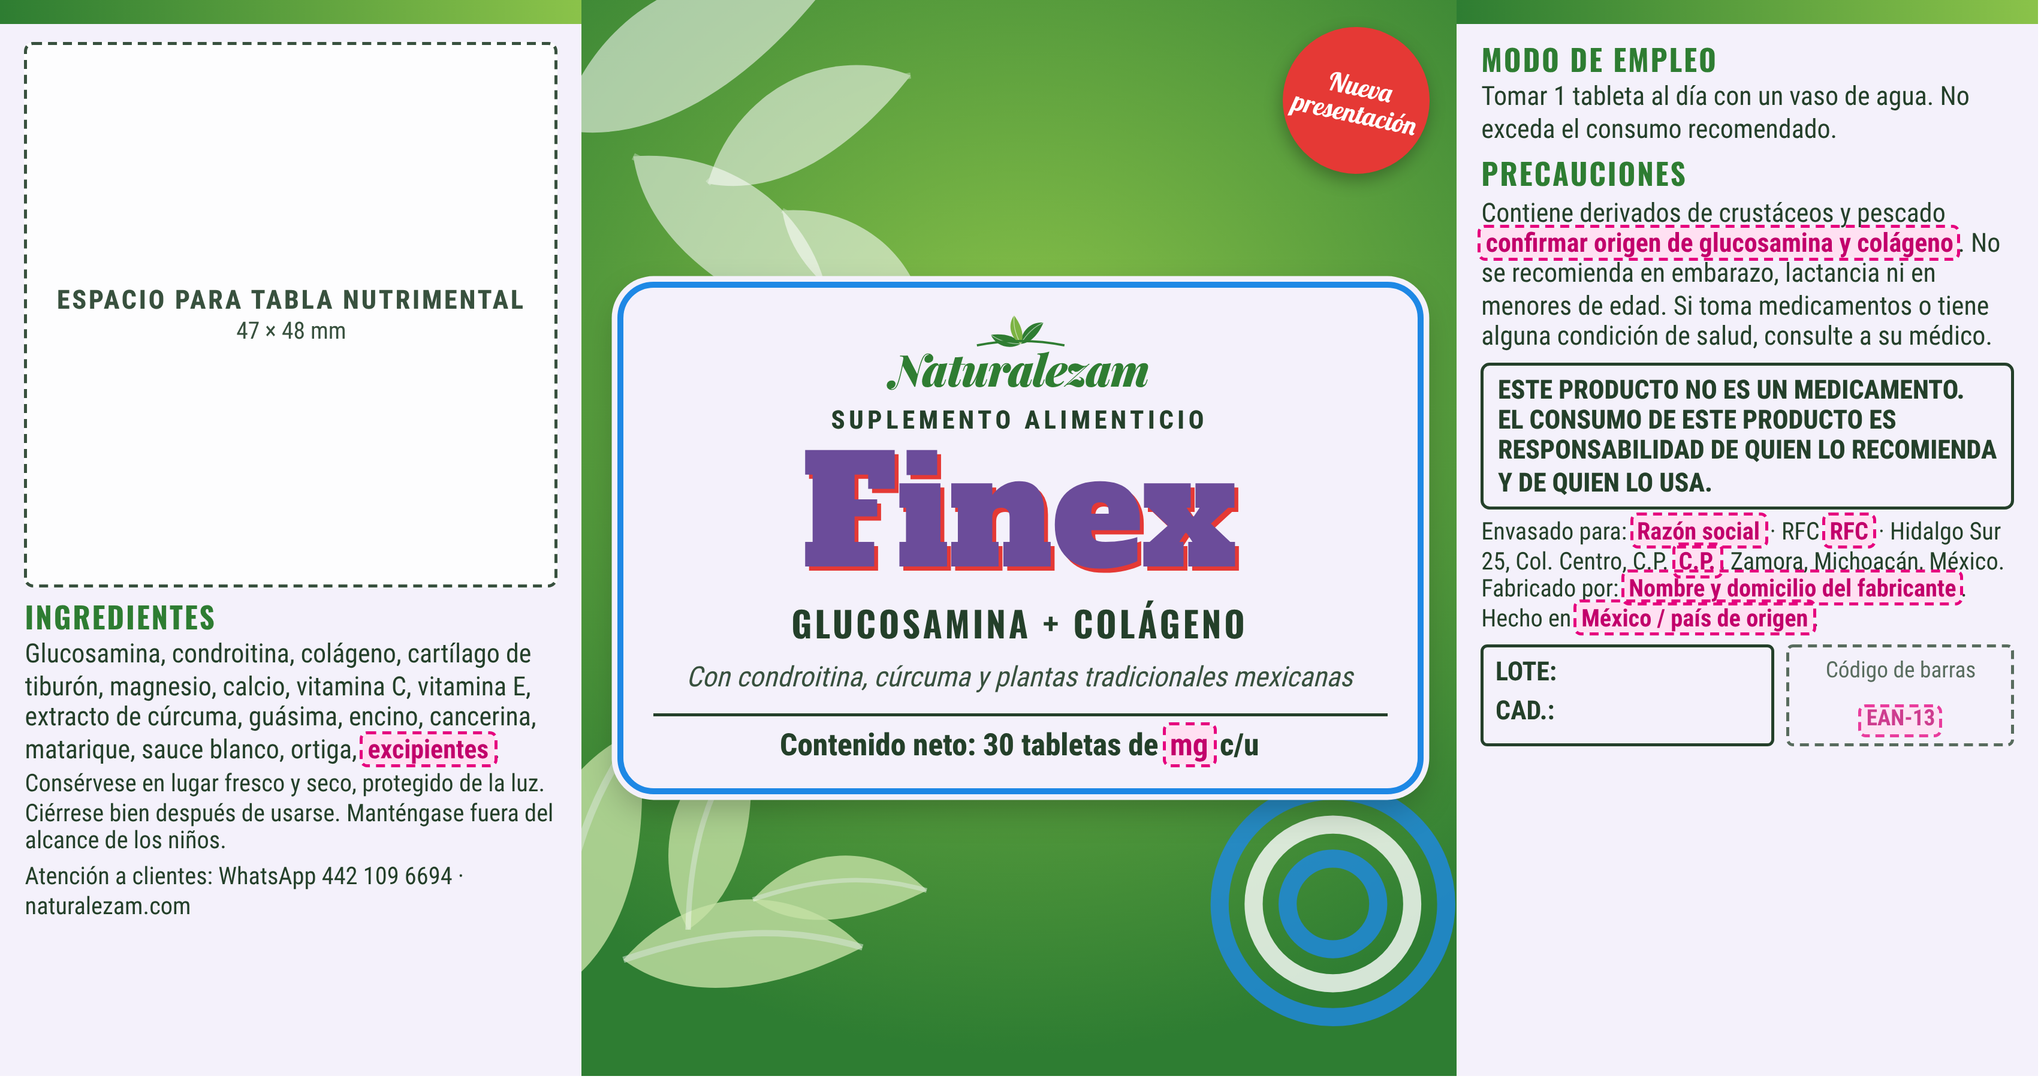 ESPACIO PARA TABLA NUTRIMENTAL
47 × 48 mm
INGREDIENTES
Glucosamina, condroitina, colágeno, cartílago de
tiburón, magnesio, calcio, vitamina C, vitamina E,
extracto de cúrcuma, guásima, encino, cancerina,
matarique, sauce blanco, ortiga, excipientes
Consérvese en lugar fresco y seco, protegido de la luz.
Ciérrese bien después de usarse. Manténgase fuera del
alcance de los niños.
Atención a clientes: WhatsApp 442 109 6694 ·
naturalezam.com
Nueva
presentación
Naturalezam
SUPLEMENTO ALIMENTICIO
Finex
GLUCOSAMINA + COLÁGENO
Con condroitina, cúrcuma y plantas tradicionales mexicanas
Contenido neto: 30 tabletas de mg c/u
MODO DE EMPLEO
Tomar 1 tableta al día con un vaso de agua. No
exceda el consumo recomendado.
PRECAUCIONES
Contiene derivados de crustáceos y pescado
confirmar origen de glucosamina y colágeno. No
se recomienda en embarazo, lactancia ni en
menores de edad. Si toma medicamentos o tiene
alguna condición de salud, consulte a su médico.
ESTE PRODUCTO NO ES UN MEDICAMENTO.
EL CONSUMO DE ESTE PRODUCTO ES
RESPONSABILIDAD DE QUIEN LO RECOMIENDA
Y DE QUIEN LO USA.
Envasado para: Razón social · RFC RFC · Hidalgo Sur
25, Col. Centro, C.P. C.P. Zamora, Michoacán, México.
Fabricado por: Nombre y domicilio del fabricante.
Hecho en México / país de origen
LOTE:
CAD.:
Código de barras
EAN-13